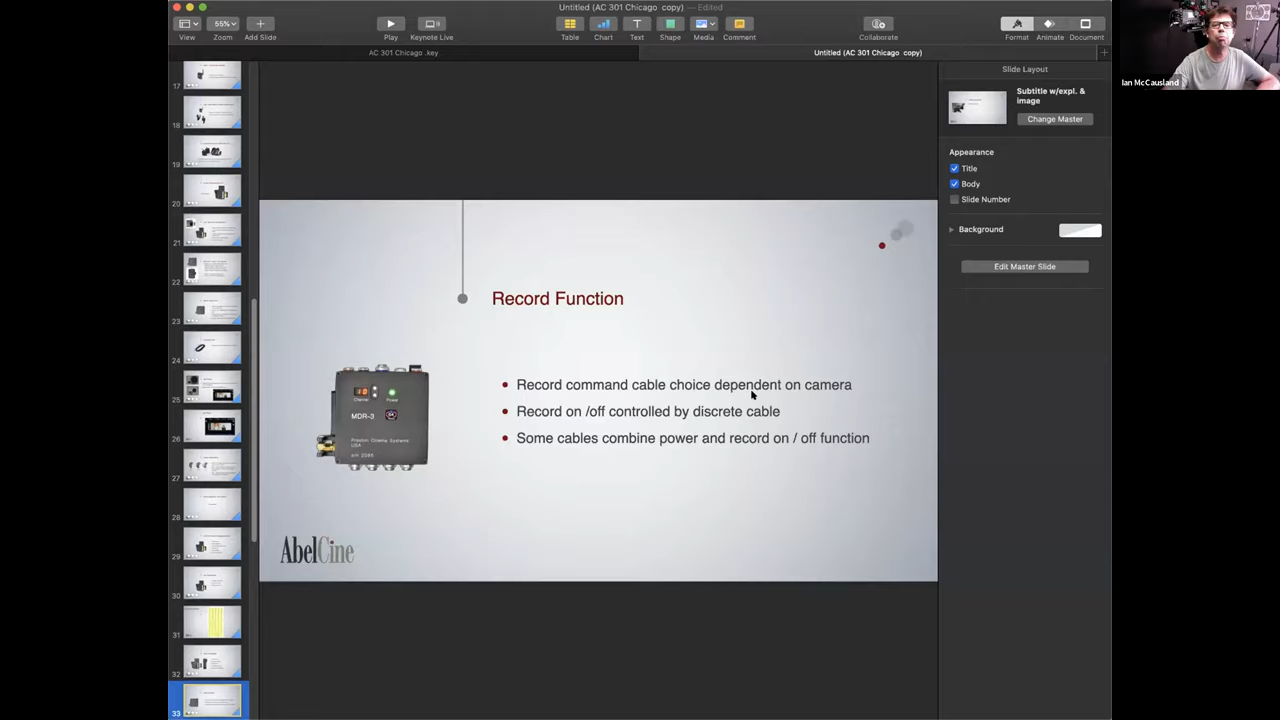 Untitled (AC 301 Chicago copy) — Edited
View
55%
Zoom
Add Slide
Play
Keynote Live
Table
Chart
Text
Shape
Media
Comment
Collaborate
Format
Animate
Document
AC 301 Chicago .key
Untitled (AC 301 Chicago copy)
Ian McCausland
Slide Layout
Subtitle w/expl. &
image
Change Master
Appearance
Title
Body
Slide Number
Background
Edit Master Slide
17
18
19
20
21
22
23
24
25
26
27
28
29
30
31
32
33
Record Function
Record command cable choice dependent on camera
Record on /off controlled by discrete cable
Some cables combine power and record on / off function
Channel
Power
MDR-3
Preston Cinema Systems
USA
AbelCine